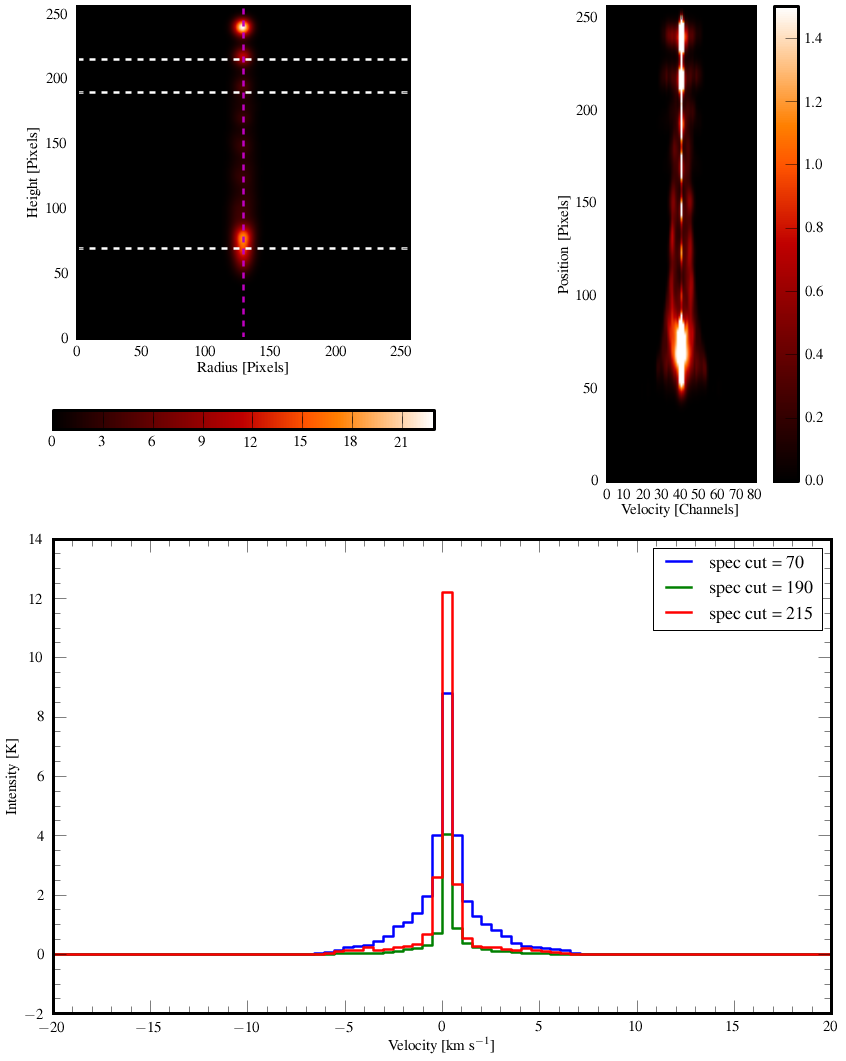 250
200
150
100
50
0
Height [Pixels]
0 50 100 150 200 250
Radius [Pixels]
0 3 6 9 12 15 18 21
250
200
150
100
50
0
Position [Pixels]
0 10 20 30 40 50 60 70 80
Velocity [Channels]
1.4
1.2
1.0
0.8
0.6
0.4
0.2
0.0
14
12
10
8
6
4
2
0
−2
Intensity [K]
spec cut = 70
spec cut = 190
spec cut = 215
−20 −15 −10 −5 0 5 10 15 20
Velocity [km s⁻¹]